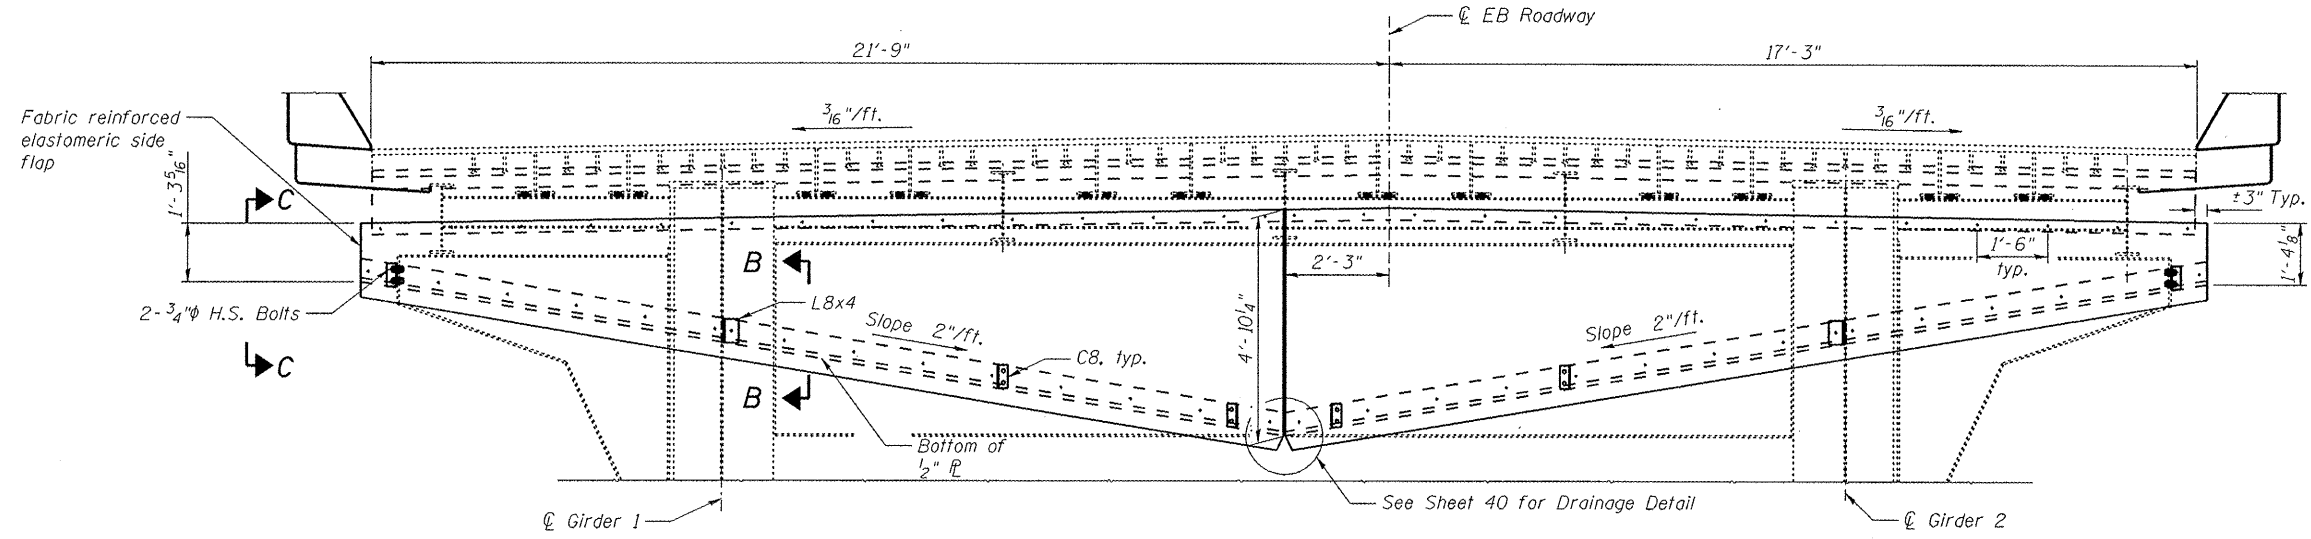 ℄ EB Roadway
21'-9"
17'-3"
Fabric reinforced
elastomeric side
flap
3/16"/ft.
3/16"/ft.
1'-3 5/16"
C
C
± 3" Typ.
B
B
2'-3"
1'-6"
typ.
1'-4 1/8"
2-3/4"ϕ H.S. Bolts
L8x4
Slope 2"/ft.
4'-10 1/4"
Slope 2"/ft.
C8, typ.
Bottom of
1/2" ℄
See Sheet 40 for Drainage Detail
℄ Girder 1
℄ Girder 2